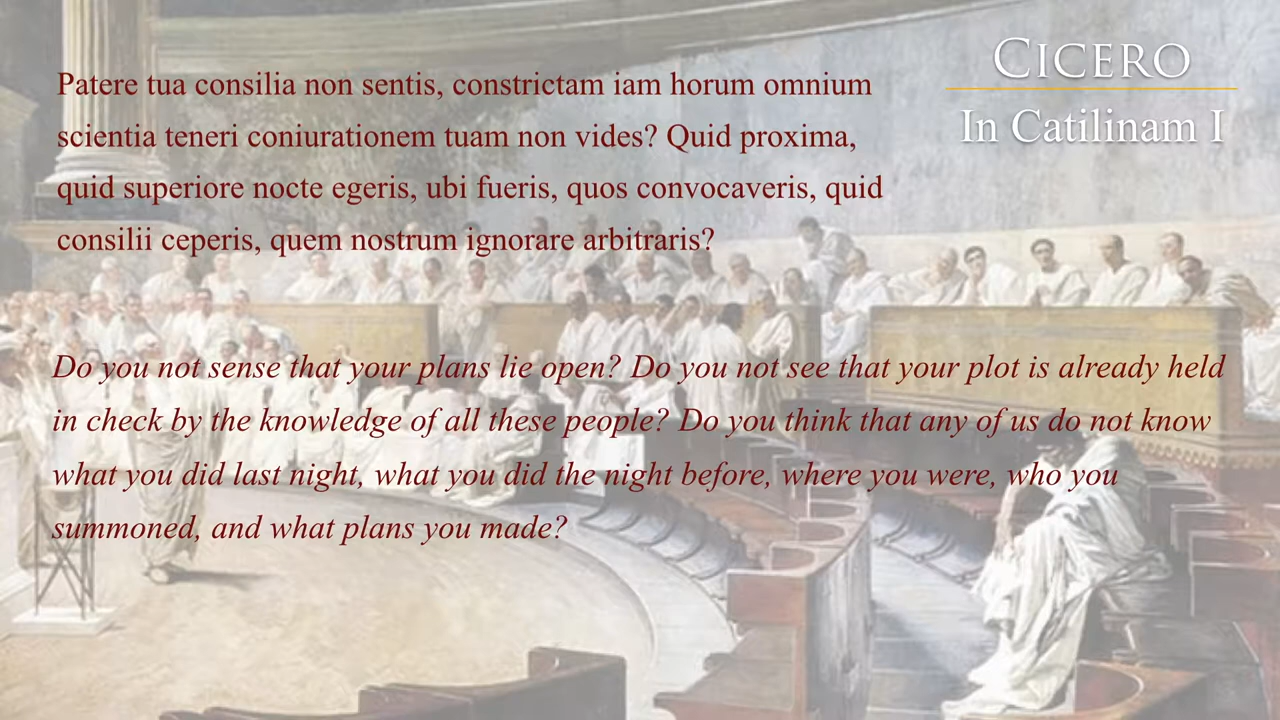 CICERO
In Catilinam I
Patere tua consilia non sentis, constrictam iam horum omnium
scientia teneri coniurationem tuam non vides? Quid proxima,
quid superiore nocte egeris, ubi fueris, quos convocaveris, quid
consilii ceperis, quem nostrum ignorare arbitraris?
Do you not sense that your plans lie open? Do you not see that your plot is already held
in check by the knowledge of all these people? Do you think that any of us do not know
what you did last night, what you did the night before, where you were, who you
summoned, and what plans you made?